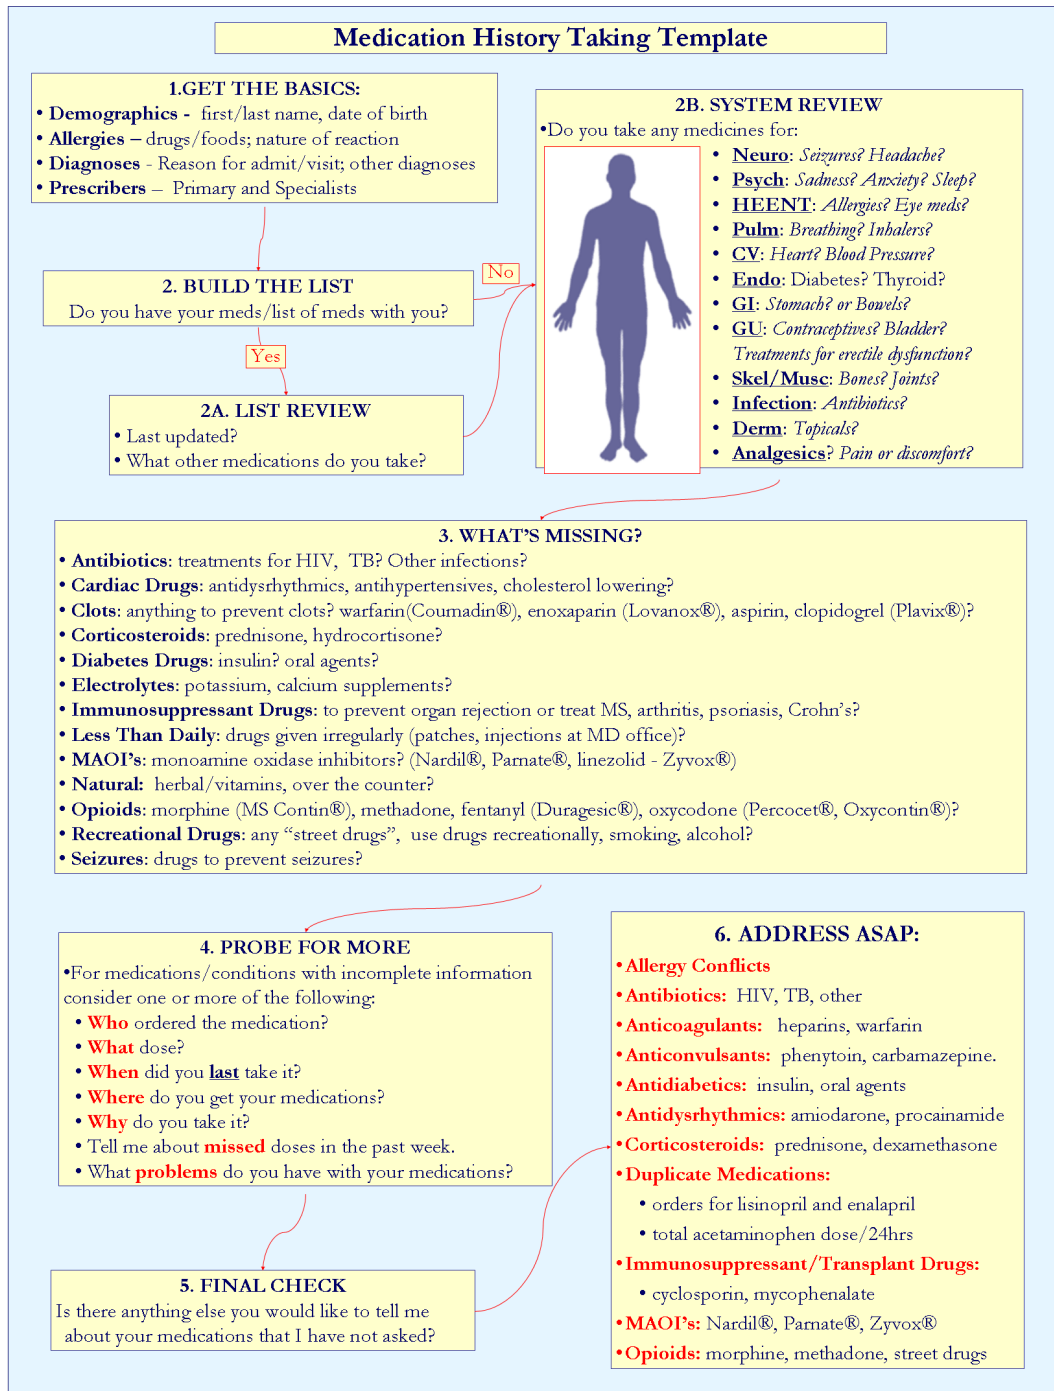 Medication History Taking Template
1.GET THE BASICS:
• Demographics - first/last name, date of birth
• Allergies – drugs/foods; nature of reaction
• Diagnoses - Reason for admit/visit; other diagnoses
• Prescribers – Primary and Specialists
2. BUILD THE LIST
Do you have your meds/list of meds with you?
No
Yes
2A. LIST REVIEW
• Last updated?
• What other medications do you take?
2B. SYSTEM REVIEW
•Do you take any medicines for:
• Neuro: Seizures? Headache?
• Psych: Sadness? Anxiety? Sleep?
• HEENT: Allergies? Eye meds?
• Pulm: Breathing? Inhalers?
• CV: Heart? Blood Pressure?
• Endo: Diabetes? Thyroid?
• GI: Stomach? or Bowels?
• GU: Contraceptives? Bladder?
Treatments for erectile dysfunction?
• Skel/Musc: Bones? Joints?
• Infection: Antibiotics?
• Derm: Topicals?
• Analgesics? Pain or discomfort?
3. WHAT'S MISSING?
• Antibiotics: treatments for HIV, TB? Other infections?
• Cardiac Drugs: antidysrhythmics, antihypertensives, cholesterol lowering?
• Clots: anything to prevent clots? warfarin(Coumadin®), enoxaparin (Lovanox®), aspirin, clopidogrel (Plavix®)?
• Corticosteroids: prednisone, hydrocortisone?
• Diabetes Drugs: insulin? oral agents?
• Electrolytes: potassium, calcium supplements?
• Immunosuppressant Drugs: to prevent organ rejection or treat MS, arthritis, psoriasis, Crohn's?
• Less Than Daily: drugs given irregularly (patches, injections at MD office)?
• MAOI's: monoamine oxidase inhibitors? (Nardil®, Parnate®, linezolid - Zyvox®)
• Natural: herbal/vitamins, over the counter?
• Opioids: morphine (MS Contin®), methadone, fentanyl (Duragesic®), oxycodone (Percocet®, Oxycontin®)?
• Recreational Drugs: any "street drugs", use drugs recreationally, smoking, alcohol?
• Seizures: drugs to prevent seizures?
4. PROBE FOR MORE
•For medications/conditions with incomplete information
consider one or more of the following:
• Who ordered the medication?
• What dose?
• When did you last take it?
• Where do you get your medications?
• Why do you take it?
• Tell me about missed doses in the past week.
• What problems do you have with your medications?
5. FINAL CHECK
Is there anything else you would like to tell me
about your medications that I have not asked?
6. ADDRESS ASAP:
• Allergy Conflicts
• Antibiotics: HIV, TB, other
• Anticoagulants: heparins, warfarin
• Anticonvulsants: phenytoin, carbamazepine.
• Antidiabetics: insulin, oral agents
• Antidysrhythmics: amiodarone, procainamide
• Corticosteroids: prednisone, dexamethasone
• Duplicate Medications:
• orders for lisinopril and enalapril
• total acetaminophen dose/24hrs
• Immunosuppressant/Transplant Drugs:
• cyclosporin, mycophenalate
• MAOI's: Nardil®, Parnate®, Zyvox®
• Opioids: morphine, methadone, street drugs